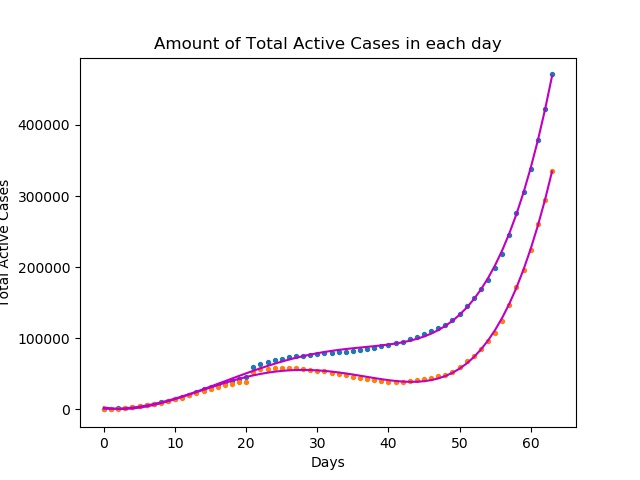 Amount of Total Active Cases in each day
400000
300000
200000
100000
0
Total Active Cases
0 10 20 30 40 50 60
Days